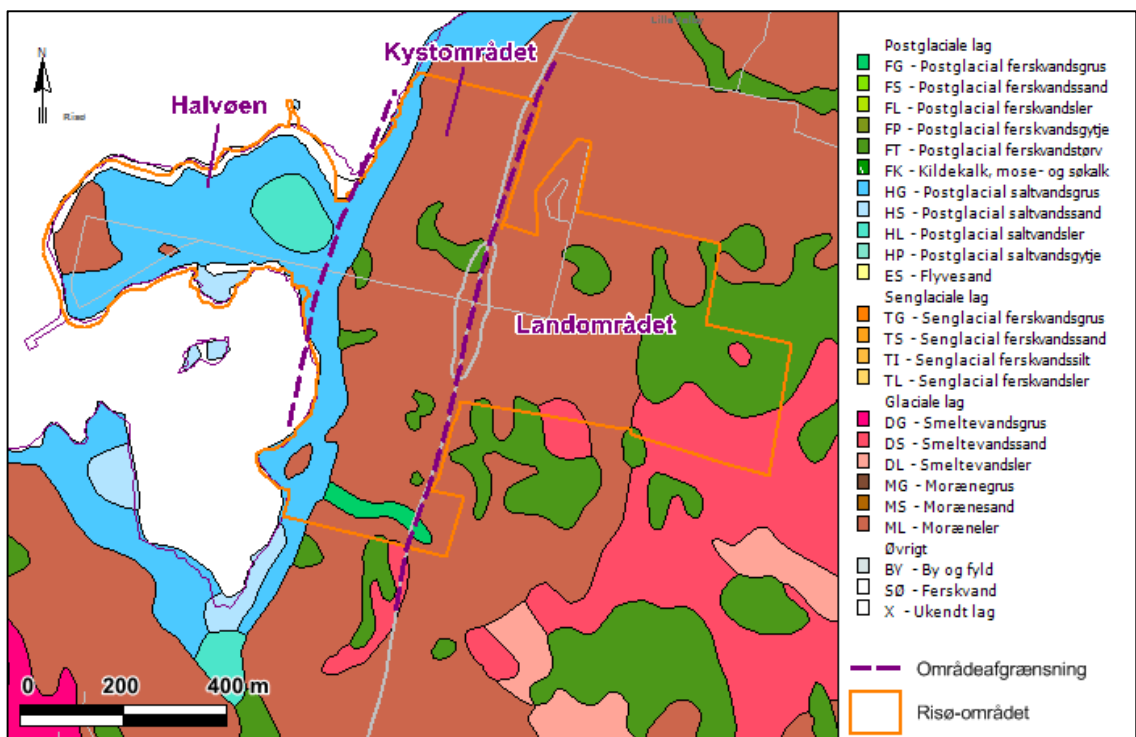 Lille Valby
Kystområdet
N
Halvøen
Risø
Landområdet
0 200 400 m
Postglaciale lag
FG - Postglacial ferskvandsgrus
FS - Postglacial ferskvandssand
FL - Postglacial ferskvandsler
FP - Postglacial ferskvandsgytje
FT - Postglacial ferskvandstørv
FK - Kildekalk, mose- og søkalk
HG - Postglacial saltvandsgrus
HS - Postglacial saltvandssand
HL - Postglacial saltvandsler
HP - Postglacial saltvandsgytje
ES - Flyvesand
Senglaciale lag
TG - Senglacial ferskvandsgrus
TS - Senglacial ferskvandssand
TI - Senglacial ferskvandssilt
TL - Senglacial ferskvandsler
Glaciale lag
DG - Smeltevandsgrus
DS - Smeltevandssand
DL - Smeltevandsler
MG - Morænegrus
MS - Morænesand
ML - Moræneler
Øvrigt
BY - By og fyld
SØ - Ferskvand
X - Ukendt lag
Områdeafgrænsning
Risø-området